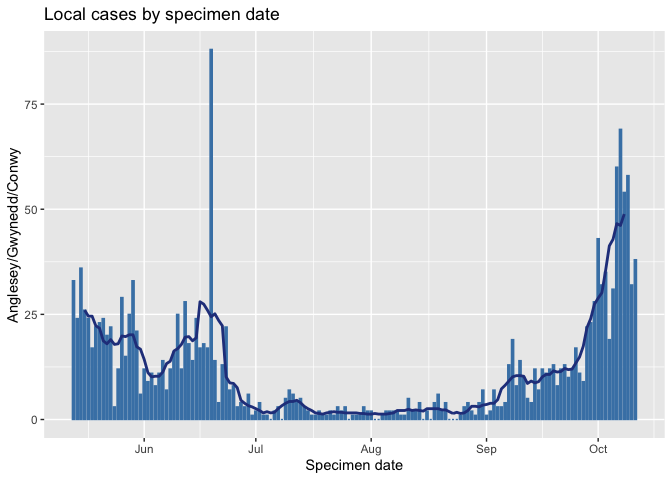 Local cases by specimen date
Anglesey/Gwynedd/Conwy
75
50
25
0
Jun
Jul
Aug
Sep
Oct
Specimen date